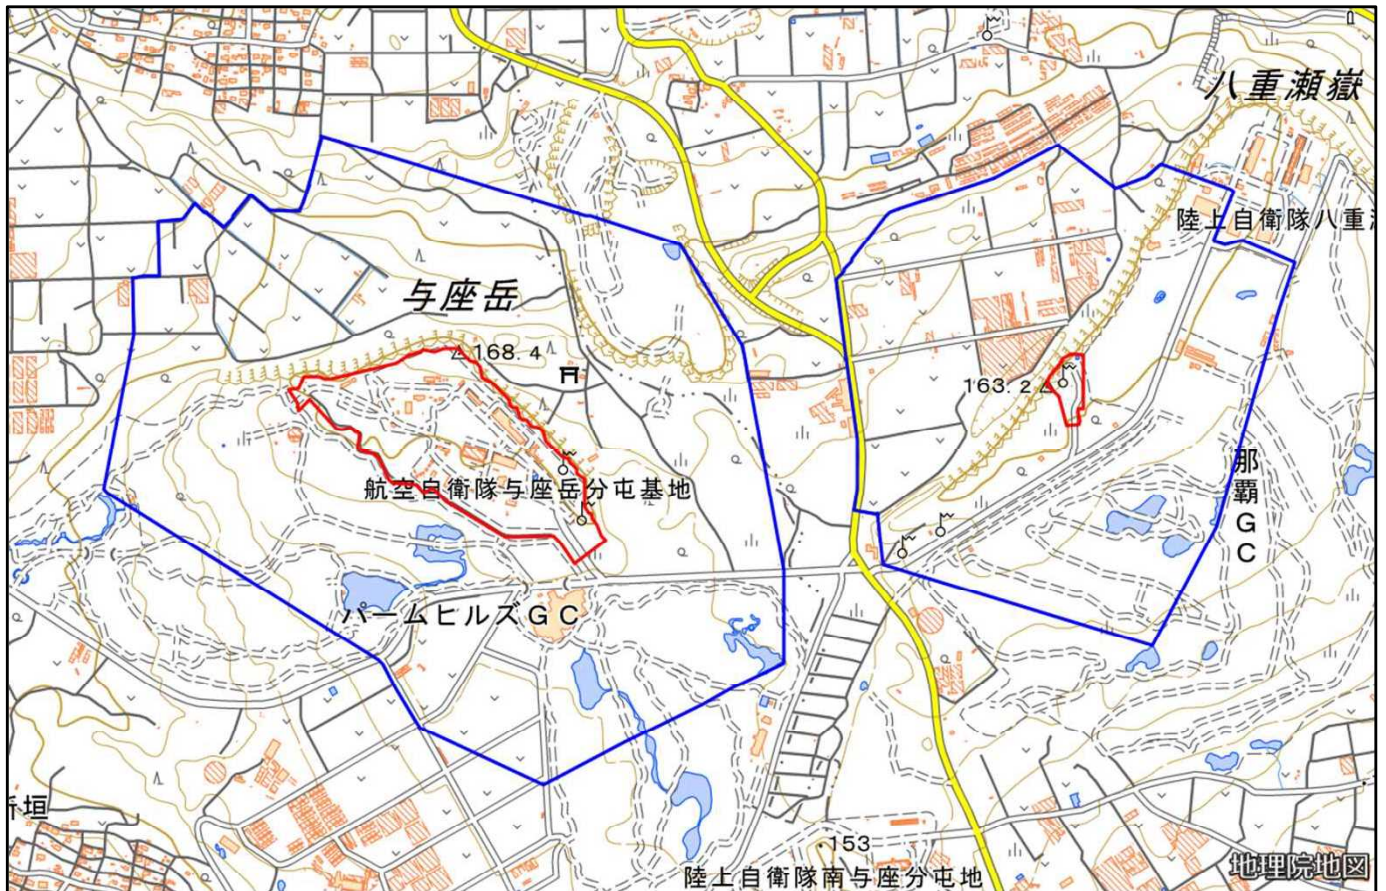 八重瀬嶽
陸上自衛隊八重瀬
与座岳
168.4
163.2
航空自衛隊与座岳分屯基地
那覇GC
パームヒルズGC
垣
153
陸上自衛隊南与座分屯地
地理院地図